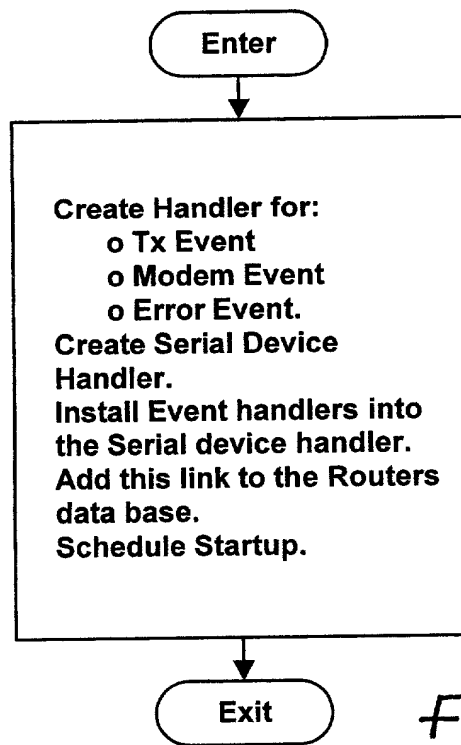 Enter
Create Handler for:
o Tx Event
o Modem Event
o Error Event.
Create Serial Device
Handler.
Install Event handlers into
the Serial device handler.
Add this link to the Routers
data base.
Schedule Startup.
Exit
F